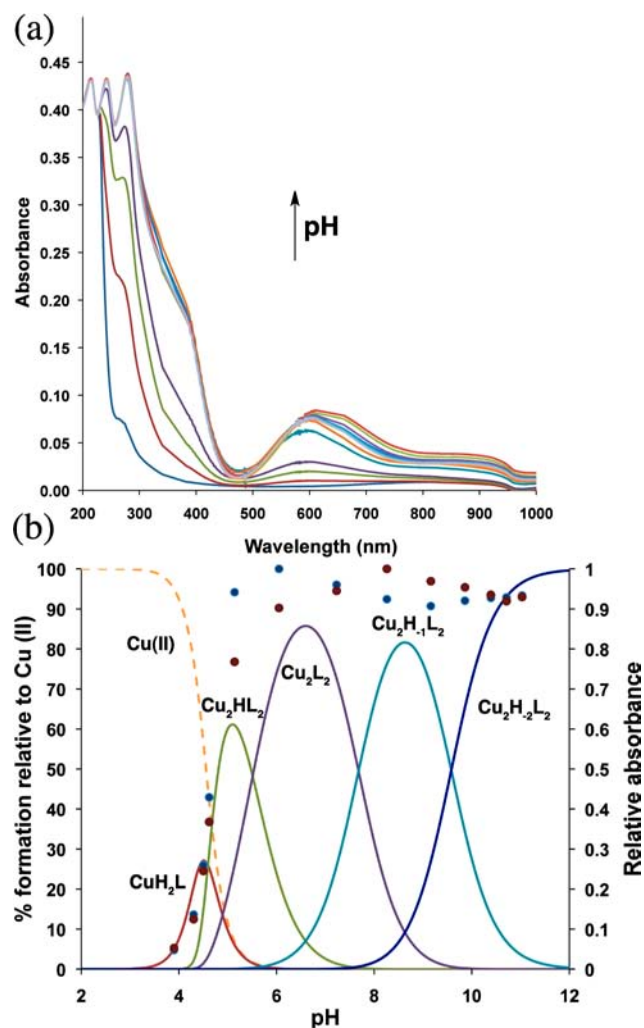 (a)
0.50
0.45
0.40
0.35
0.30
0.25
0.20
0.15
0.10
0.05
0.00
Absorbance
pH
200 300 400 500 600 700 800 900 1000
Wavelength (nm)
(b)
100
90
80
70
60
50
40
30
20
10
0
% formation relative to Cu (II)
Cu(II)
CuH₂L
Cu₂HL₂
Cu₂L₂
Cu₂H₋₁L₂
Cu₂H₋₂L₂
1
0.9
0.8
0.7
0.6
0.5
0.4
0.3
0.2
0.1
0
Relative absorbance
2 4 6 8 10 12
pH